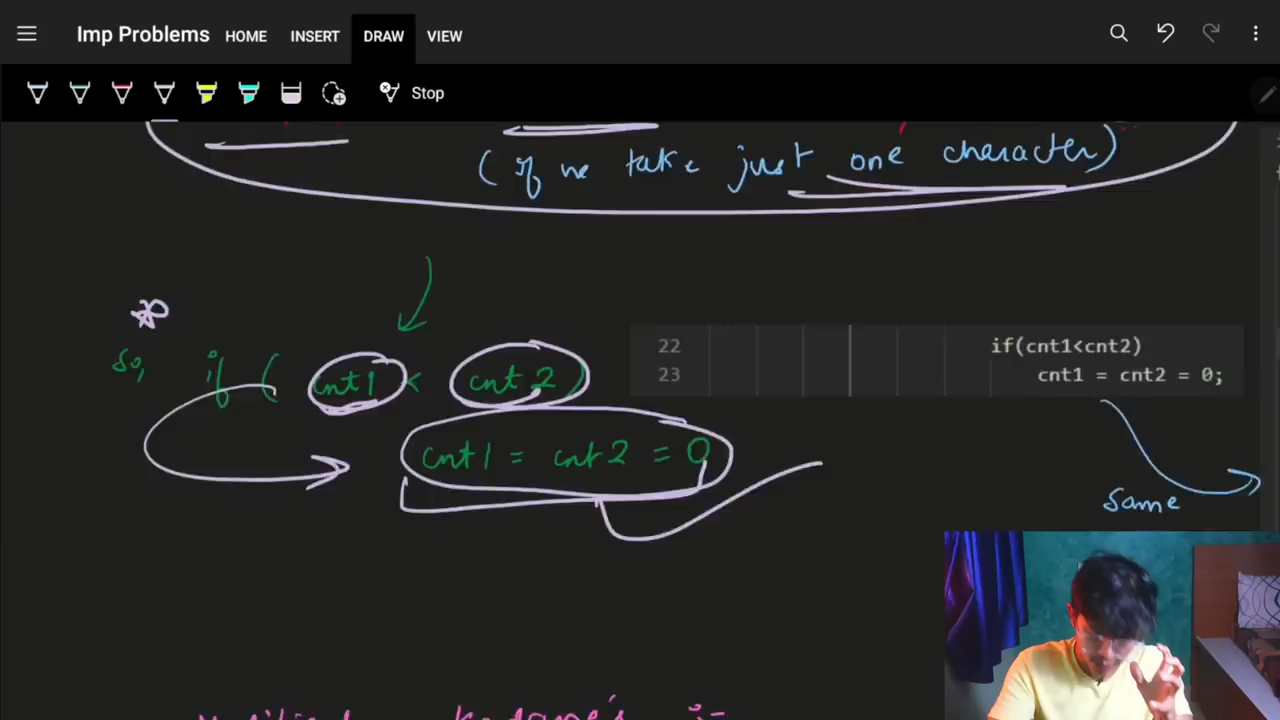 Imp Problems HOME INSERT DRAW VIEW
Stop
(if we take just one character)
so, if ( cnt1 < cnt2 )
cnt1 = cnt2 = 0
22 if(cnt1<cnt2)
23 cnt1 = cnt2 = 0;
Same